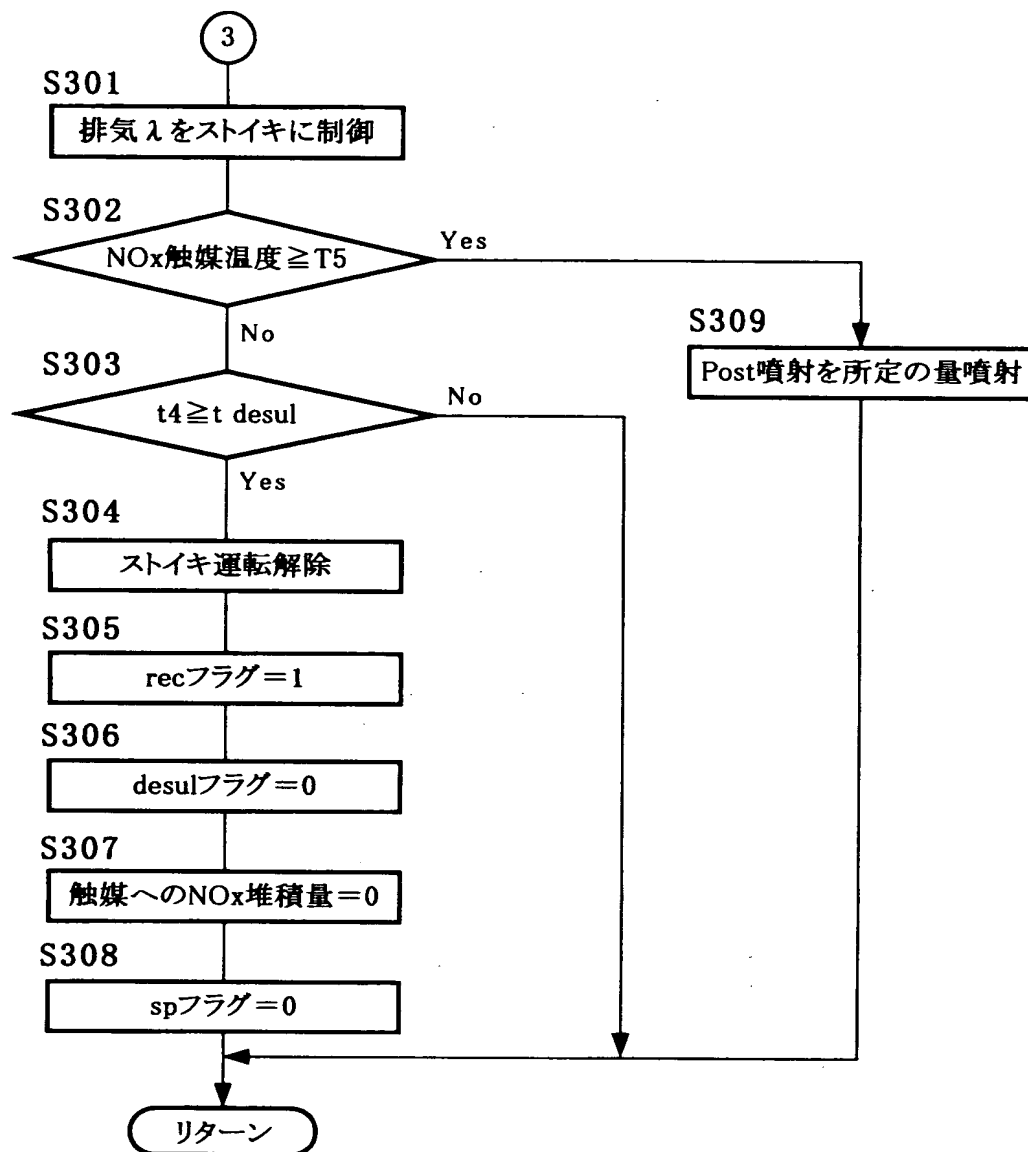 3
S301
排気λをストイキに制御
S302
NOx触媒温度≧T5
Yes
No
S309
Post噴射を所定の量噴射
S303
t4≧t desul
No
Yes
S304
ストイキ運転解除
S305
recフラグ=1
S306
desulフラグ=0
S307
触媒へのNOx堆積量=0
S308
spフラグ=0
リターン